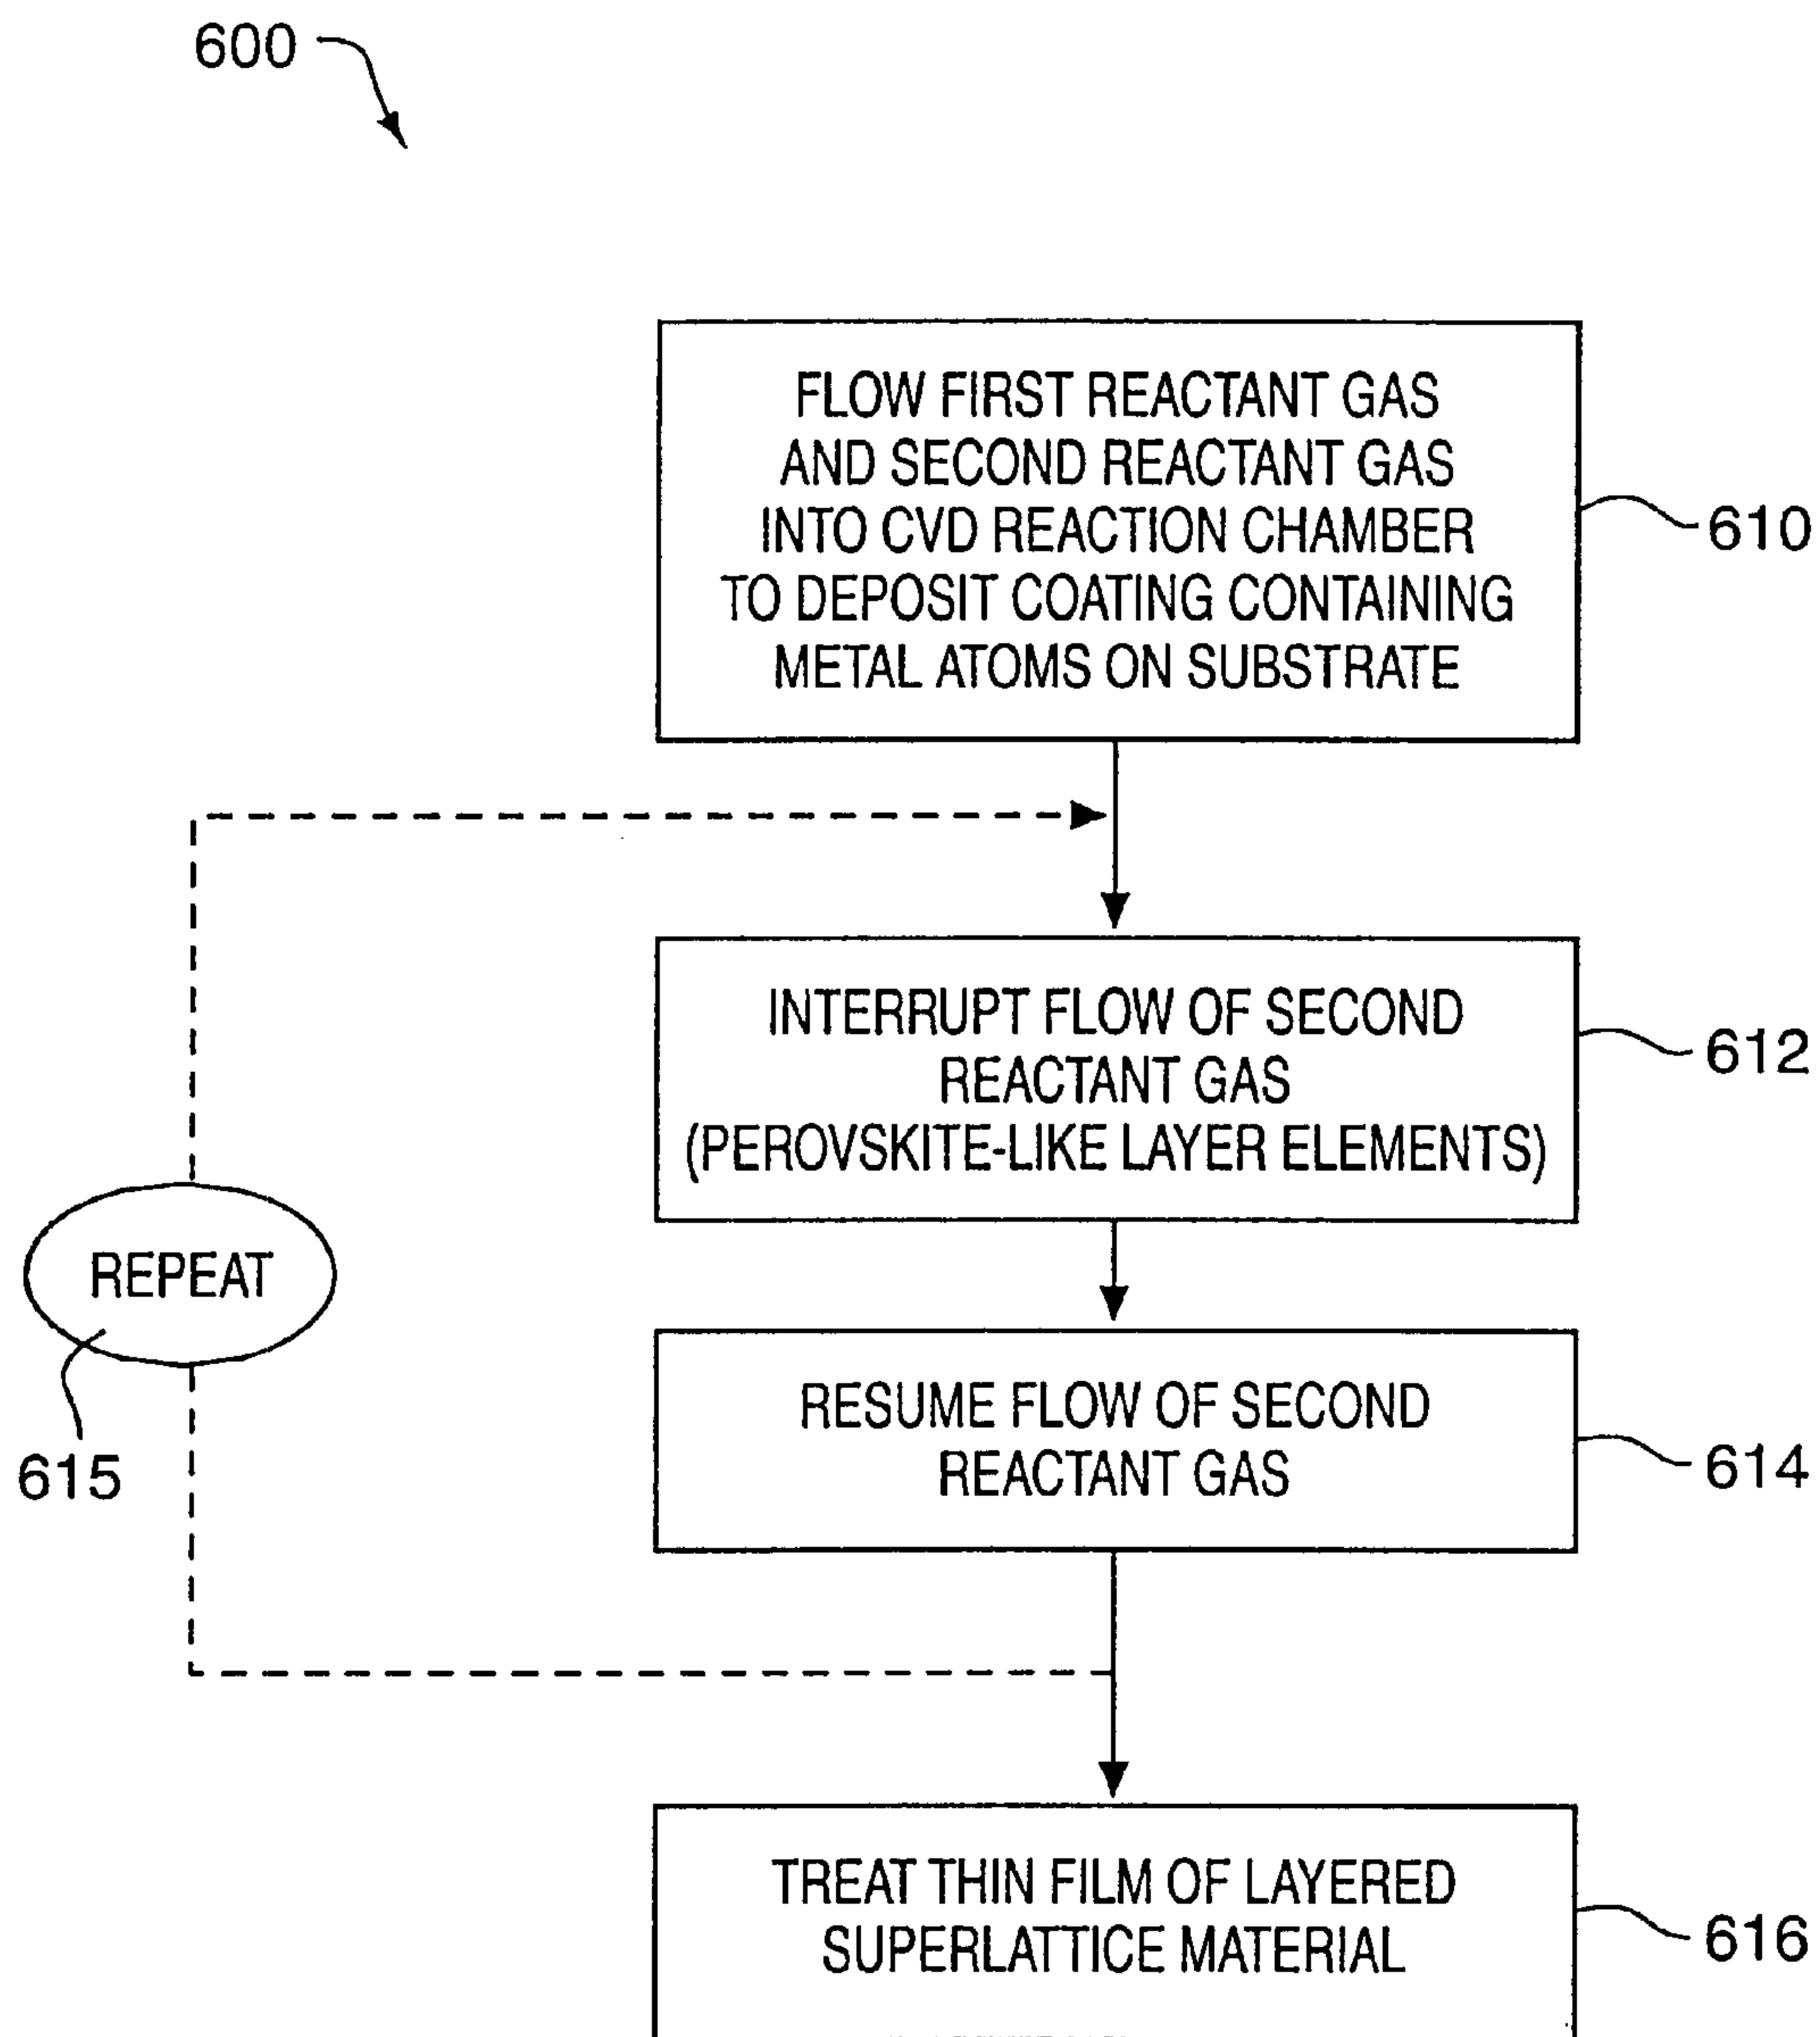 600
FLOW FIRST REACTANT GAS
AND SECOND REACTANT GAS
INTO CVD REACTION CHAMBER
TO DEPOSIT COATING CONTAINING
METAL ATOMS ON SUBSTRATE
610
INTERRUPT FLOW OF SECOND
REACTANT GAS
(PEROVSKITE-LIKE LAYER ELEMENTS)
612
REPEAT
615
RESUME FLOW OF SECOND
REACTANT GAS
614
TREAT THIN FILM OF LAYERED
SUPERLATTICE MATERIAL
616